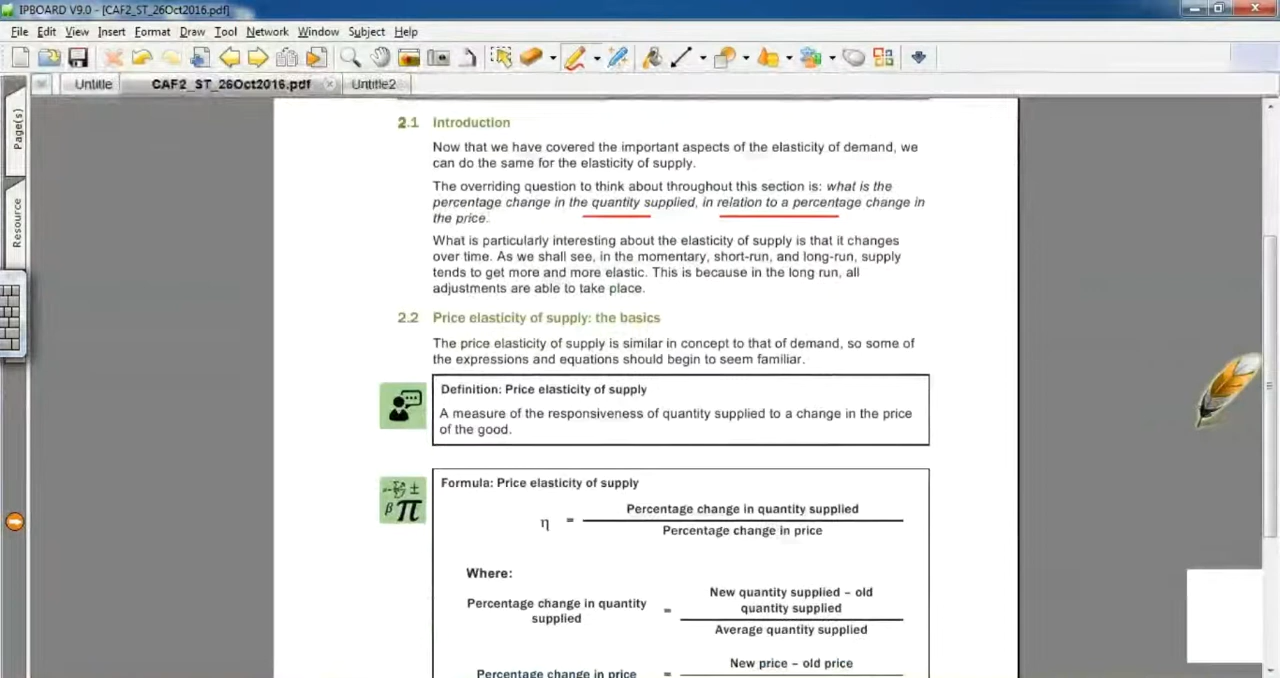 IPBOARD V9.0 - [CAF2_ST_26Oct2016.pdf]
File Edit View Insert Format Draw Tool Network Window Subject Help
Untitle CAF2_ST_26Oct2016.pdf Untitle2
Page(s)
Resource
2.1 Introduction
Now that we have covered the important aspects of the elasticity of demand, we
can do the same for the elasticity of supply.
The overriding question to think about throughout this section is: what is the
percentage change in the quantity supplied, in relation to a percentage change in
the price.
What is particularly interesting about the elasticity of supply is that it changes
over time. As we shall see, in the momentary, short-run, and long-run, supply
tends to get more and more elastic. This is because in the long run, all
adjustments are able to take place.
2.2 Price elasticity of supply: the basics
The price elasticity of supply is similar in concept to that of demand, so some of
the expressions and equations should begin to seem familiar.
Definition: Price elasticity of supply
A measure of the responsiveness of quantity supplied to a change in the price
of the good.
Formula: Price elasticity of supply
β π ±
Percentage change in quantity supplied
η =
Percentage change in price
Where:
New quantity supplied – old
quantity supplied
Percentage change in quantity
supplied
=
Average quantity supplied
New price – old price
Percentage change in price =